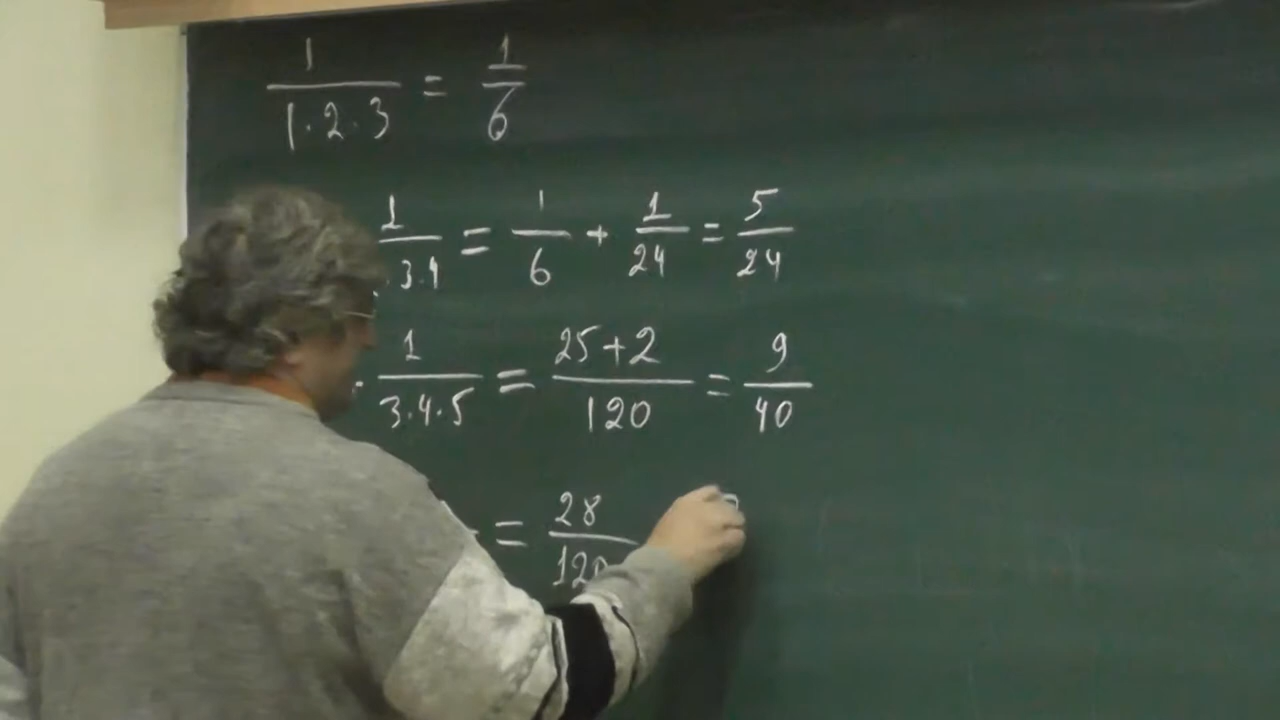 1/(1·2·3) = 1/6
1/(·3·4) = 1/6 + 1/24 = 5/24
· 1/(3·4·5) = (25+2)/120 = 9/40
= 28/120